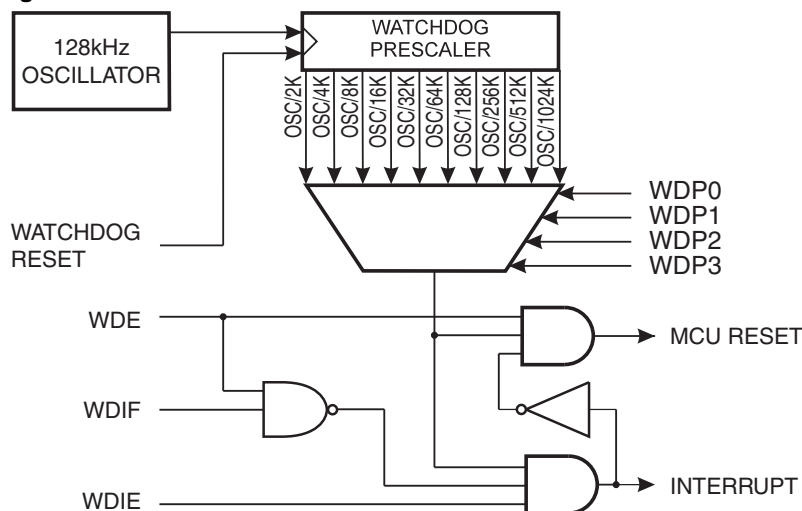 128kHz
OSCILLATOR
WATCHDOG
PRESCALER
OSC/2K
OSC/4K
OSC/8K
OSC/16K
OSC/32K
OSC/64K
OSC/128K
OSC/256K
OSC/512K
OSC/1024K
WDP0
WDP1
WDP2
WDP3
WATCHDOG
RESET
WDE
MCU RESET
WDIF
INTERRUPT
WDIE